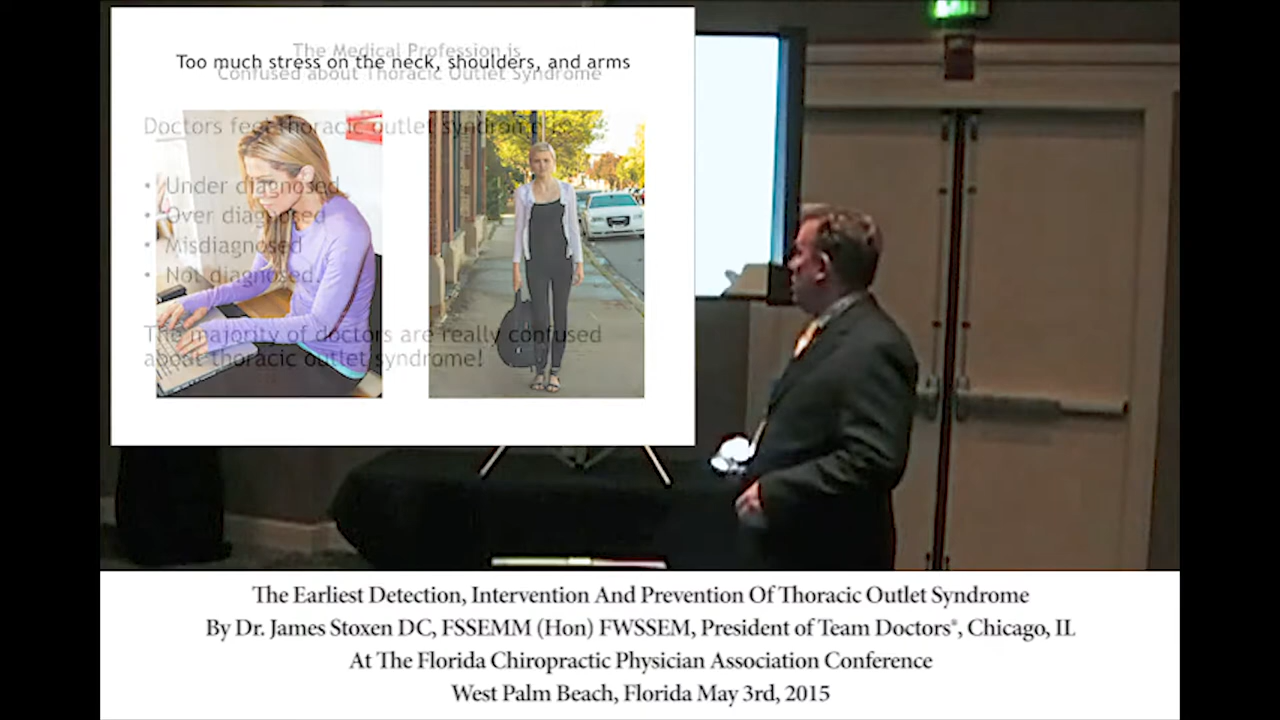 The Medical Profession is
Too much stress on the neck, shoulders, and arms
Confused about Thoracic Outlet Syndrome
Doctors feel thoracic outlet syndrome is
• Under diagnosed
• Over diagnosed
• Misdiagnosed
• Not diagnosed.
The majority of doctors are really confused
about thoracic outlet syndrome!
The Earliest Detection, Intervention And Prevention Of Thoracic Outlet Syndrome
By Dr. James Stoxen DC, FSSEMM (Hon) FWSSEM, President of Team Doctors®, Chicago, IL
At The Florida Chiropractic Physician Association Conference
West Palm Beach, Florida May 3rd, 2015